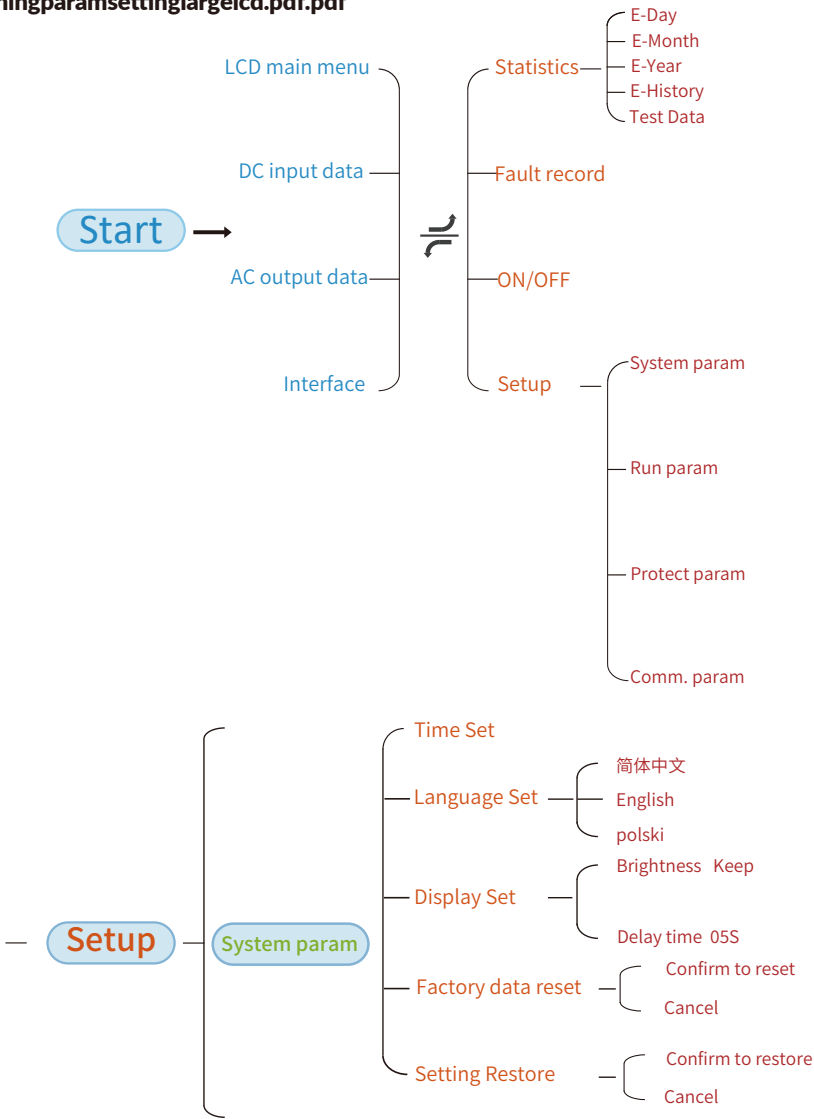 E-Day
LCD main menu
Statistics
E-Month
E-Year
E-History
Test Data
DC input data
Fault record
Start
AC output data
ON/OFF
Interface
Setup
System param
Run param
Protect param
Comm. param
Time Set
Language Set
简体中文
English
polski
Display Set
Brightness Keep
Delay time 05S
Setup
System param
Factory data reset
Confirm to reset
Cancel
Setting Restore
Confirm to restore
Cancel